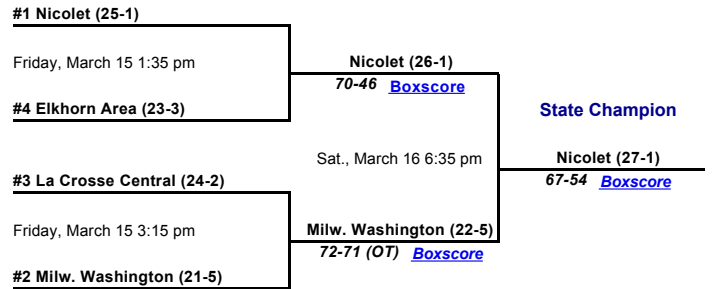 #1 Nicolet (25-1)
Friday, March 15 1:35 pm
#4 Elkhorn Area (23-3)
Nicolet (26-1)
70-46 Boxscore
#3 La Crosse Central (24-2)
Friday, March 15 3:15 pm
#2 Milw. Washington (21-5)
Milw. Washington (22-5)
72-71 (OT) Boxscore
Sat., March 16 6:35 pm
State Champion
Nicolet (27-1)
67-54 Boxscore